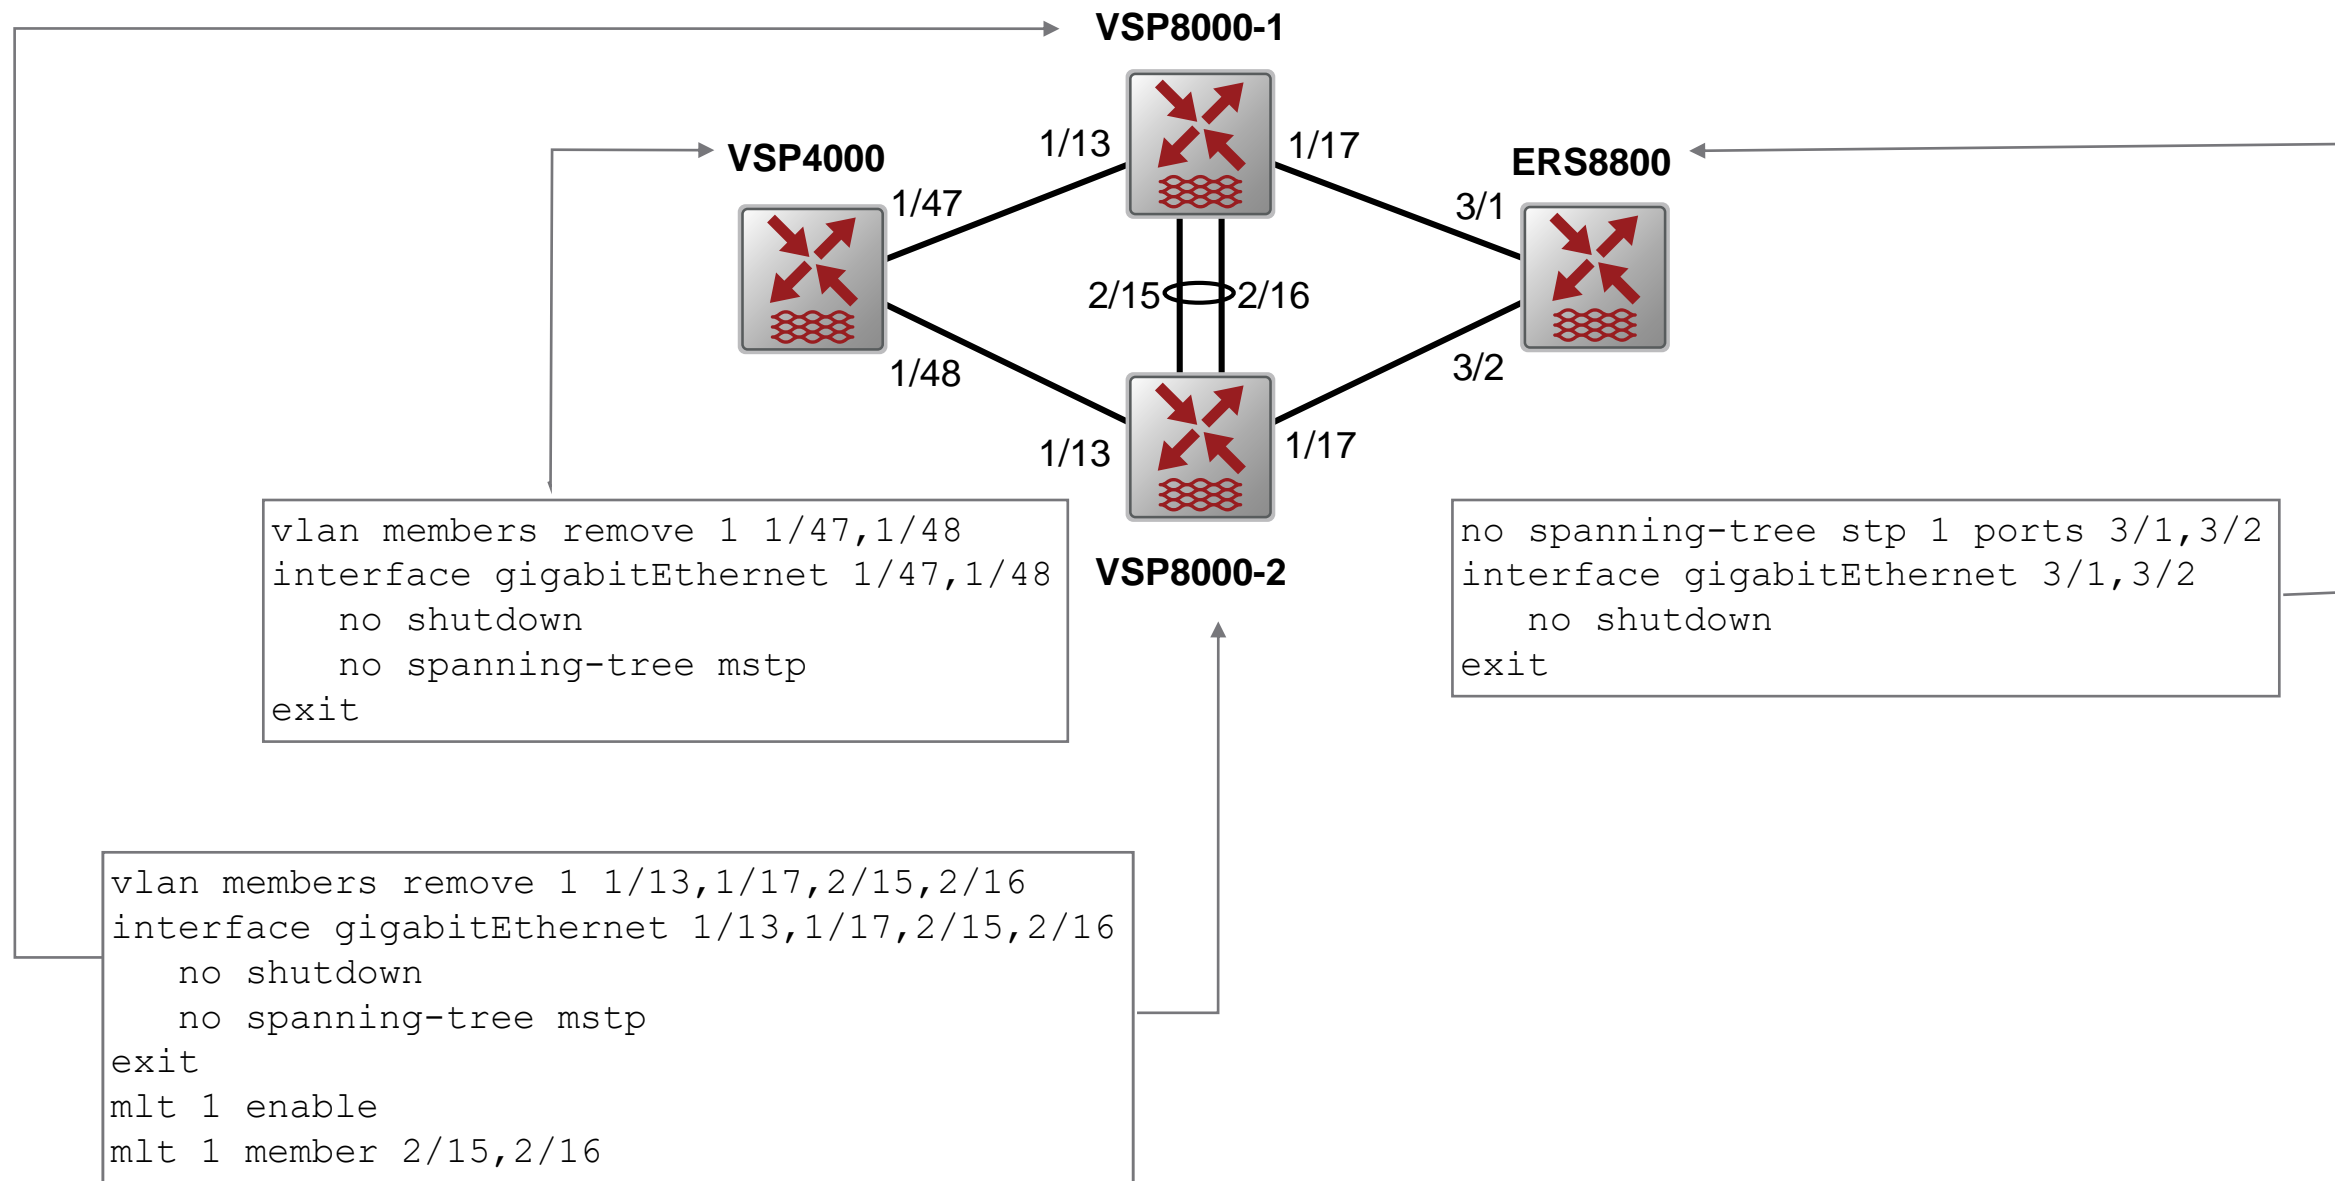 VSP8000-1
1/13
1/17
VSP4000
ERS8800
1/47
3/1
2/15
2/16
1/48
3/2
1/13
1/17
VSP8000-2
vlan members remove 1 1/47,1/48
interface gigabitEthernet 1/47,1/48
no shutdown
no spanning-tree mstp
exit
no spanning-tree stp 1 ports 3/1,3/2
interface gigabitEthernet 3/1,3/2
no shutdown
exit
vlan members remove 1 1/13,1/17,2/15,2/16
interface gigabitEthernet 1/13,1/17,2/15,2/16
no shutdown
no spanning-tree mstp
exit
mlt 1 enable
mlt 1 member 2/15,2/16